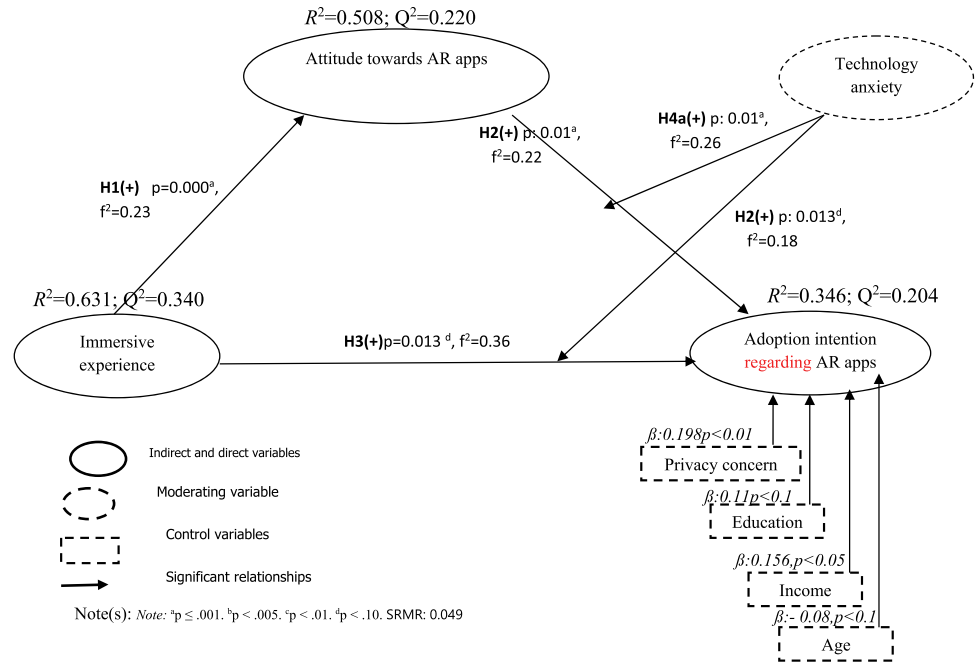 R²=0.508; Q²=0.220
Attitude towards AR apps
Technology
anxiety
H2(+) p: 0.01ᵃ,
f²=0.22
H4a(+) p: 0.01ᵃ,
f²=0.26
H1(+) p=0.000ᵃ,
f²=0.23
H2(+) p: 0.013ᵈ,
f²=0.18
R²=0.631; Q²=0.340
R²=0.346; Q²=0.204
Immersive
experience
H3(+)p=0.013 ᵈ, f²=0.36
Adoption intention
regarding AR apps
β:0.198p<0.01
Privacy concern
β:0.11p<0.1
Education
β:0.156,p<0.05
Income
β:- 0.08,p<0.1
Age
Indirect and direct variables
Moderating variable
Control variables
Significant relationships
Note(s): Note: ᵃp ≤ .001. ᵇp < .005. ᶜp < .01. ᵈp < .10. SRMR: 0.049